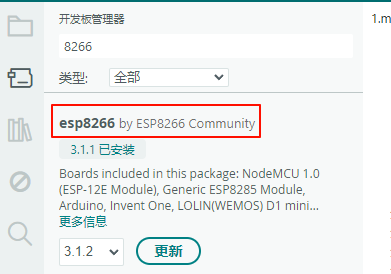 开发板管理器
1.m
8266
类型:
全部
esp8266 by ESP8266 Community
3.1.1 已安装
Boards included in this package: NodeMCU 1.0
(ESP-12E Module), Generic ESP8285 Module,
Arduino, Invent One, LOLIN(WEMOS) D1 mini...
更多信息
3.1.2
更新